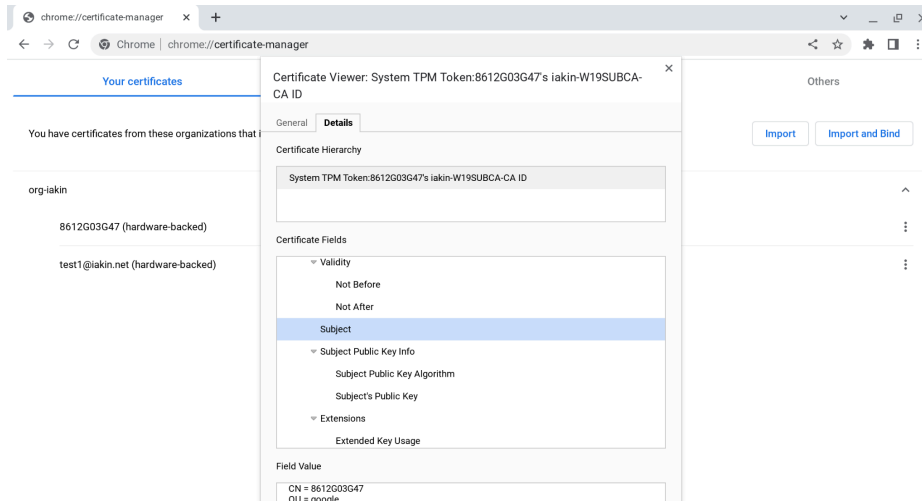 chrome://certificate-manager
Chrome | chrome://certificate-manager
Your certificates
Others
You have certificates from these organizations that i
Import
Import and Bind
org-iakin
8612G03G47 (hardware-backed)
test1@iakin.net (hardware-backed)
Certificate Viewer: System TPM Token:8612G03G47's iakin-W19SUBCA-
CA ID
General
Details
Certificate Hierarchy
System TPM Token:8612G03G47's iakin-W19SUBCA-CA ID
Certificate Fields
Validity
Not Before
Not After
Subject
Subject Public Key Info
Subject Public Key Algorithm
Subject's Public Key
Extensions
Extended Key Usage
Field Value
CN = 8612G03G47
OU = google